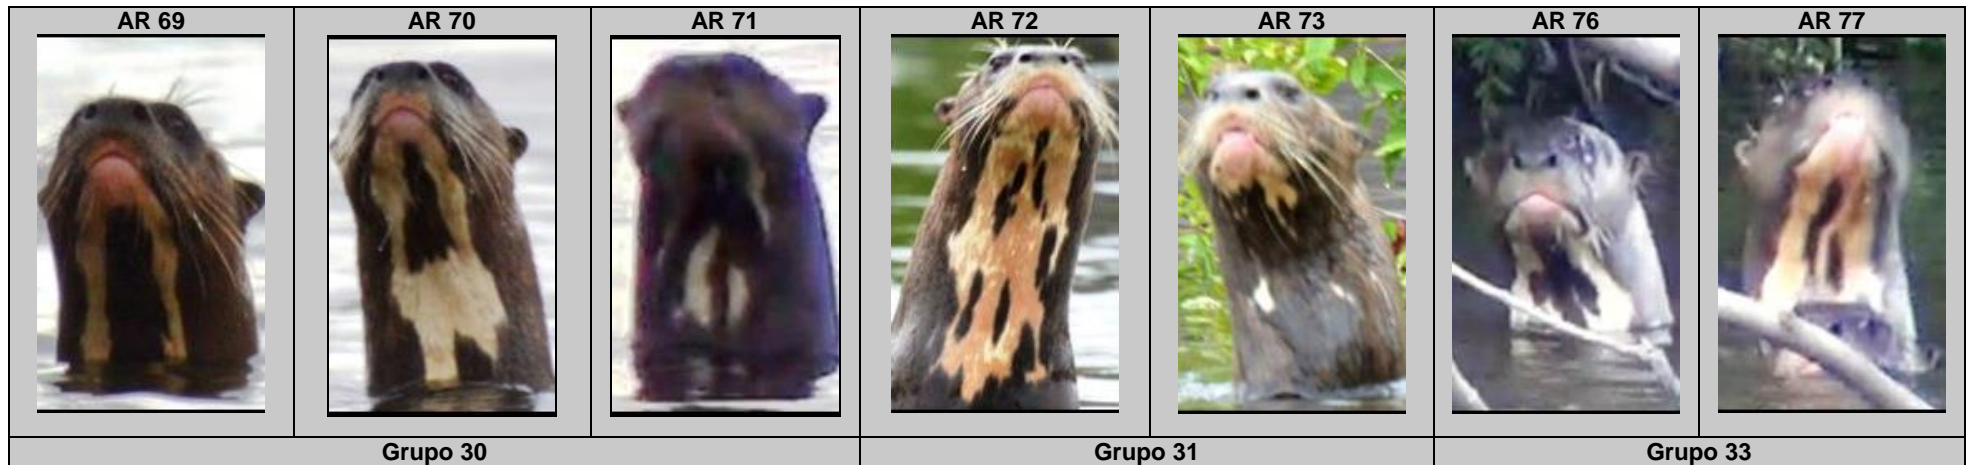 AR 69 AR 70 AR 71 AR 72 AR 73 AR 76 AR 77
Grupo 30 Grupo 31 Grupo 33